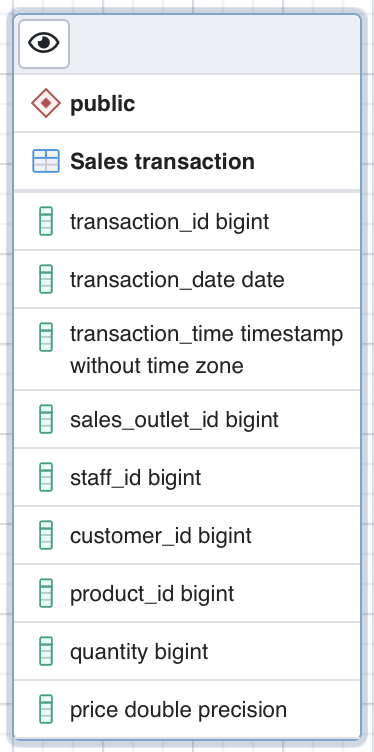 public
Sales transaction
transaction_id bigint
transaction_date date
transaction_time timestamp
without time zone
sales_outlet_id bigint
staff_id bigint
customer_id bigint
product_id bigint
quantity bigint
price double precision